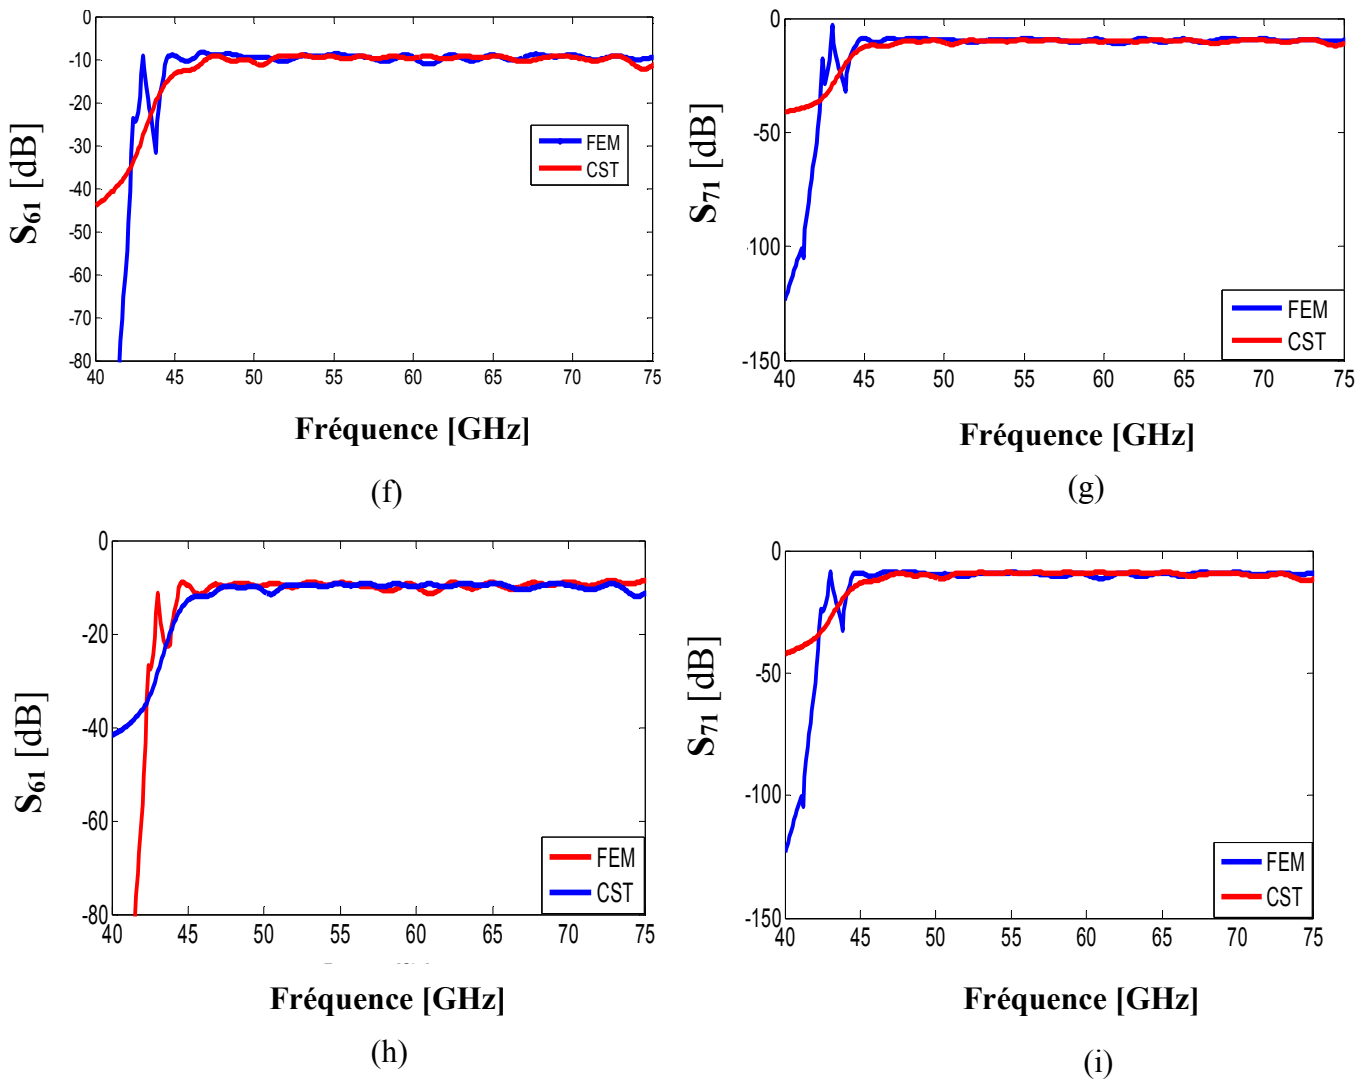 0
-10
-20
-30
-40
-50
-60
-70
-80
40 45 50 55 60 65 70 75
S61 [dB]
FEM
CST
Fréquence [GHz]
(f)
0
-50
-100
-150
40 45 50 55 60 65 70 75
S71 [dB]
FEM
CST
Fréquence [GHz]
(g)
0
-20
-40
-60
-80
40 45 50 55 60 65 70 75
S61 [dB]
FEM
CST
Fréquence [GHz]
(h)
0
-50
-100
-150
40 45 50 55 60 65 70 75
S71 [dB]
FEM
CST
Fréquence [GHz]
(i)